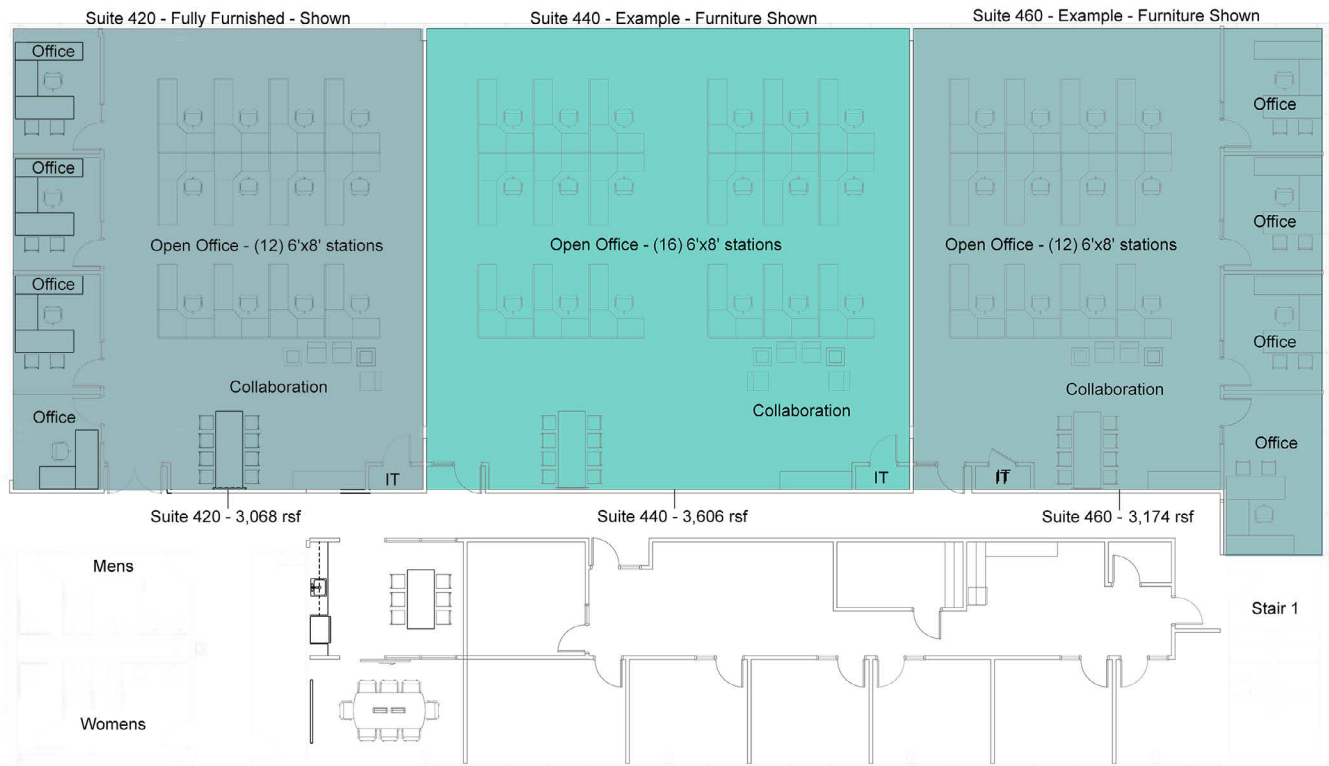 Suite 420 - Fully Furnished - Shown
Suite 440 - Example - Furniture Shown
Suite 460 - Example - Furniture Shown
Office
Office
Office
Office
Open Office - (12) 6'x8' stations
Collaboration
IT
Open Office - (16) 6'x8' stations
Collaboration
IT
Open Office - (12) 6'x8' stations
Collaboration
IT
Office
Office
Office
Office
Suite 420 - 3,068 rsf
Suite 440 - 3,606 rsf
Suite 460 - 3,174 rsf
Mens
Womens
Stair 1